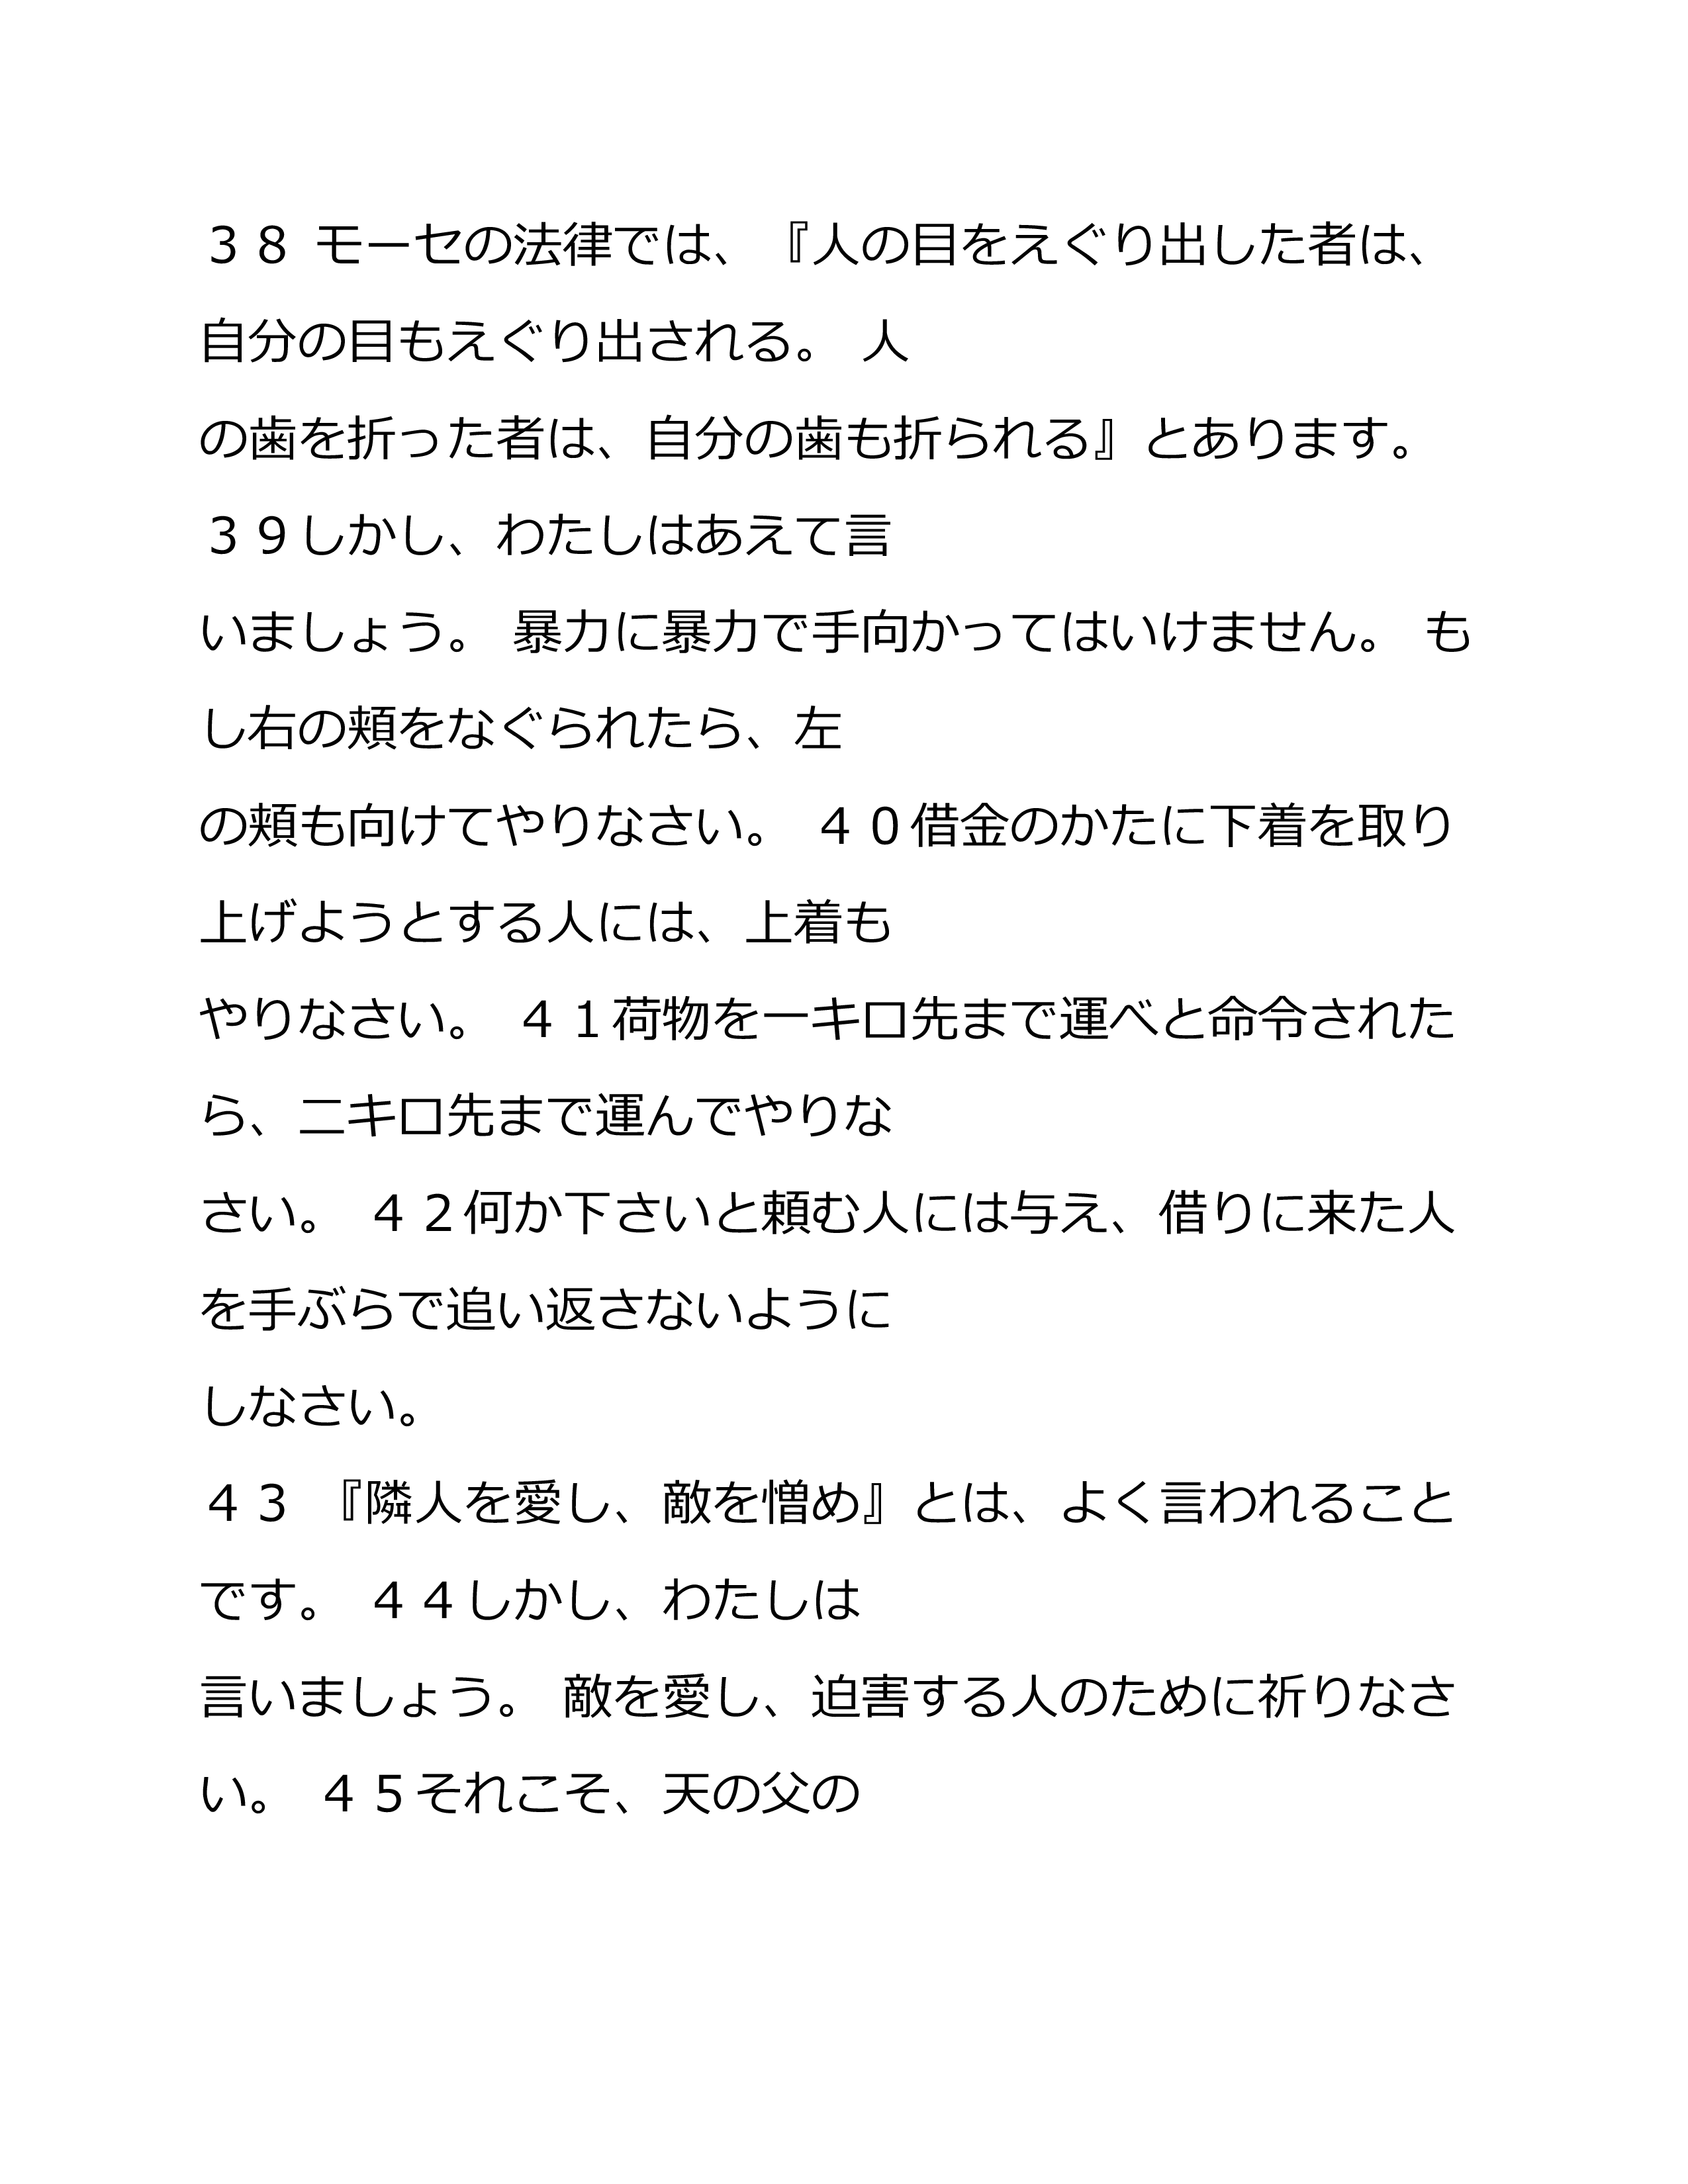 ３８ モーセの法律では、『人の目をえぐり出した者は、
自分の目もえぐり出される。 人
の歯を折った者は、自分の歯も折られる』とあります。
３９しかし、わたしはあえて言
いましょう。 暴力に暴力で手向かってはいけません。 も
し右の頬をなぐられたら、左
の頬も向けてやりなさい。 ４０借金のかたに下着を取り
上げようとする人には、上着も
やりなさい。 ４１荷物を一キロ先まで運べと命令された
ら、二キロ先まで運んでやりな
さい。 ４２何か下さいと頼む人には与え、借りに来た人
を手ぶらで追い返さないように
しなさい。
４３ 『隣人を愛し、敵を憎め』とは、よく言われること
です。 ４４しかし、わたしは
言いましょう。 敵を愛し、迫害する人のために祈りなさ
い。 ４５それこそ、天の父の